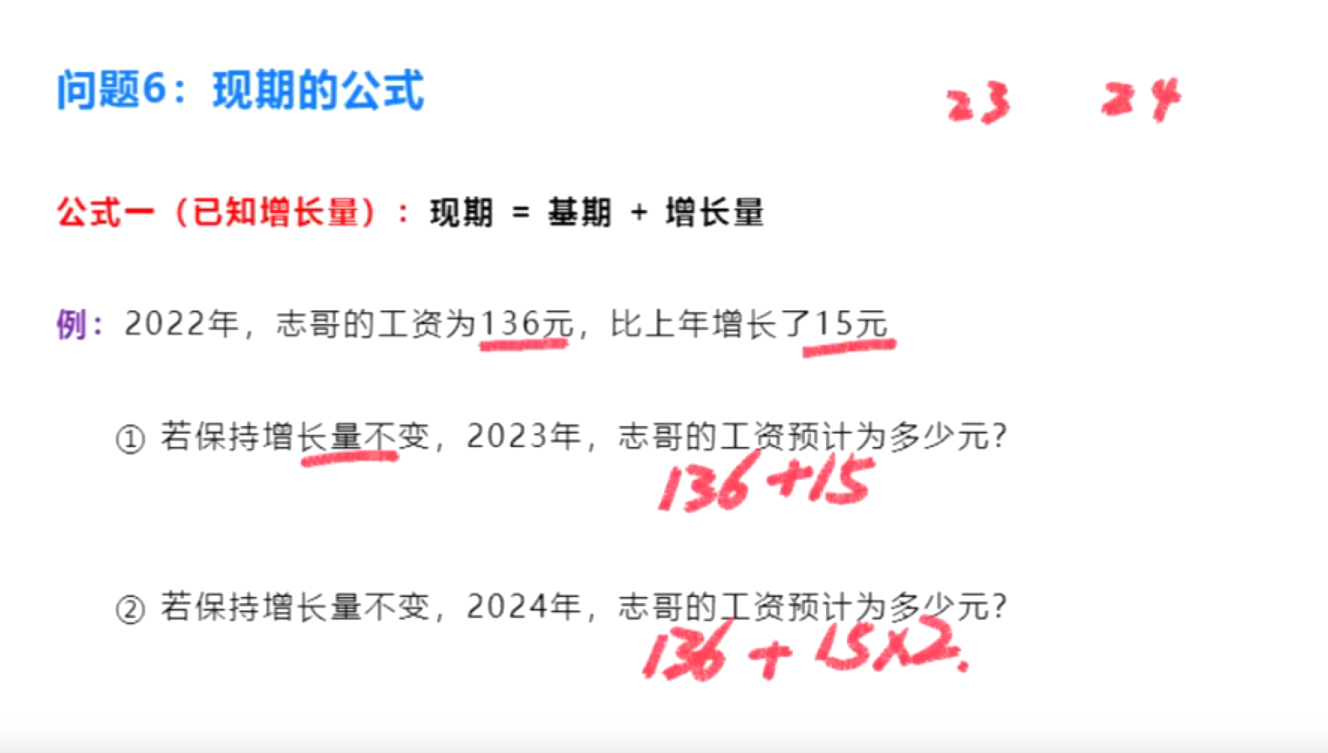 问题6：现期的公式
23 24
公式一（已知增长量）：现期 = 基期 + 增长量
例：2022年，志哥的工资为136元，比上年增长了15元
① 若保持增长量不变，2023年，志哥的工资预计为多少元？
136+15
② 若保持增长量不变，2024年，志哥的工资预计为多少元？
136+15×2.